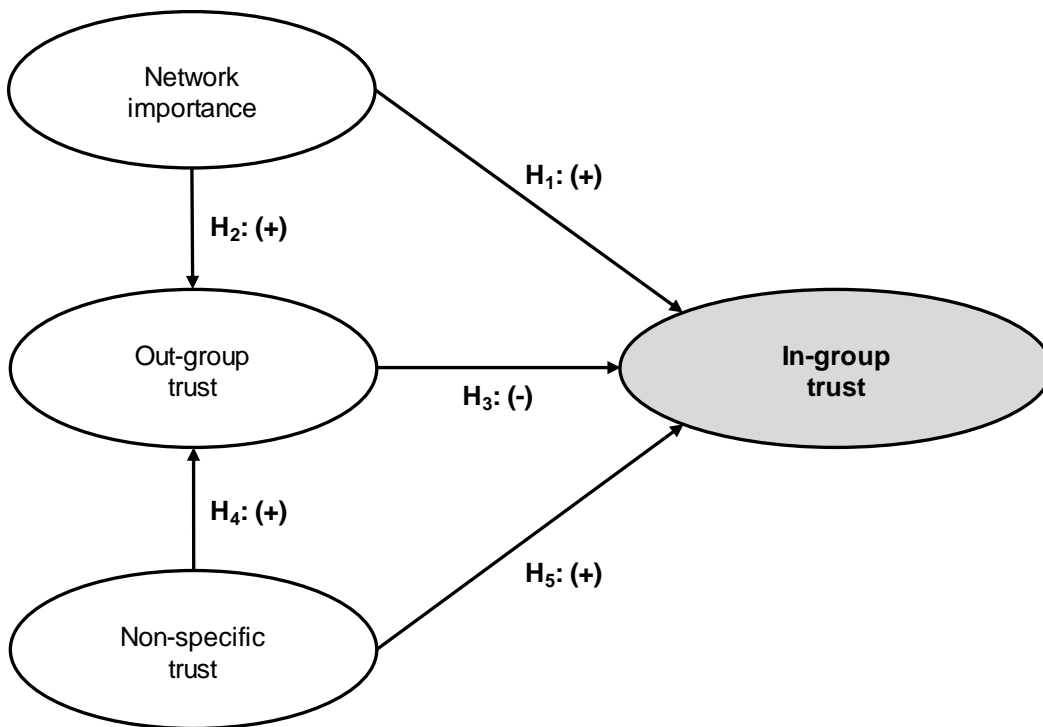 Network
importance
H₁: (+)
H₂: (+)
Out-group
trust
In-group
trust
H₃: (-)
H₄: (+)
H₅: (+)
Non-specific
trust